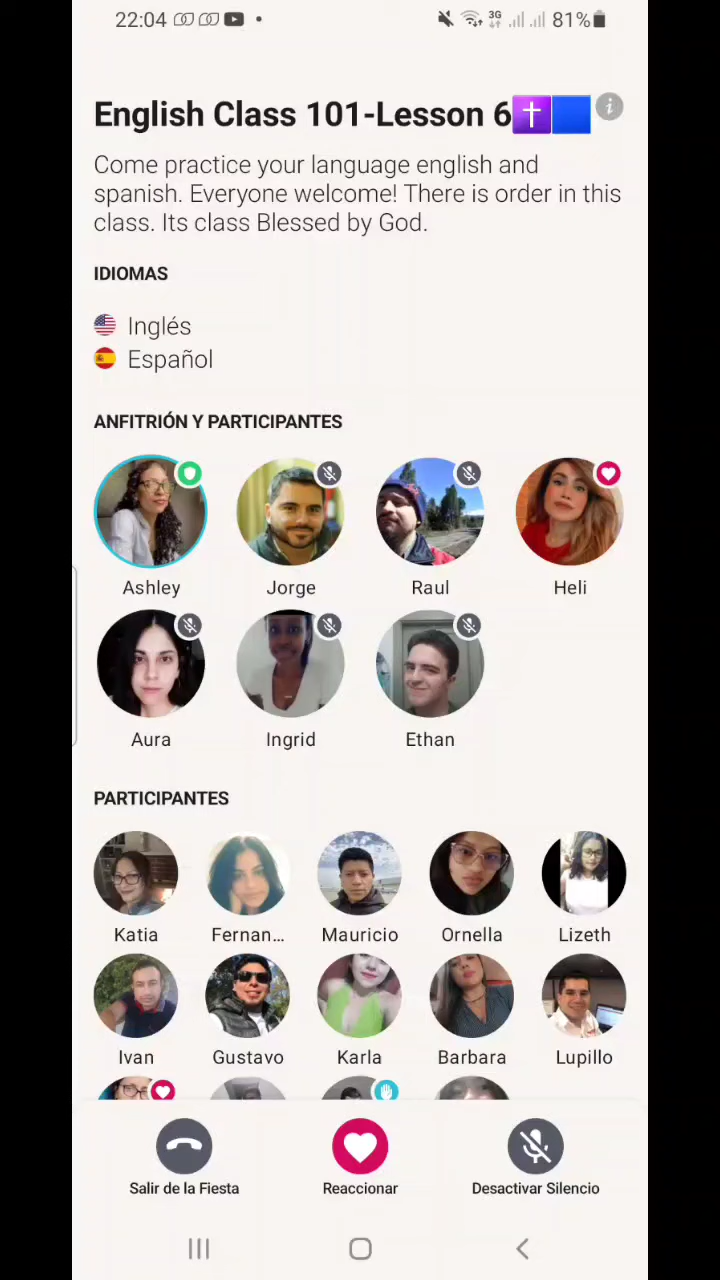 22:04
3G
81%
English Class 101-Lesson 6
Come practice your language english and
spanish. Everyone welcome! There is order in this
class. Its class Blessed by God.
IDIOMAS
Inglés
Español
ANFITRIÓN Y PARTICIPANTES
Ashley Jorge Raul Heli
Aura Ingrid Ethan
PARTICIPANTES
Katia Fernan... Mauricio Ornella Lizeth
Ivan Gustavo Karla Barbara Lupillo
Salir de la Fiesta Reaccionar Desactivar Silencio